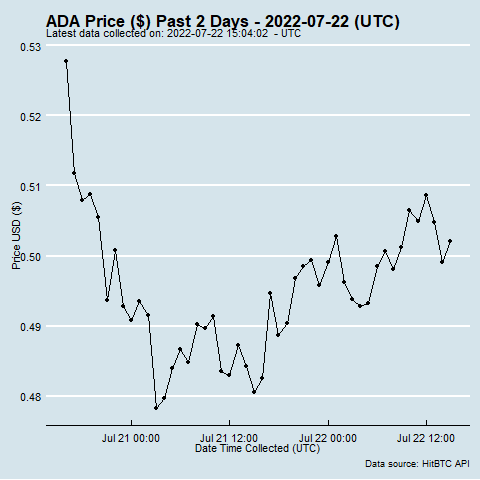 ADA Price ($) Past 2 Days - 2022-07-22 (UTC)
Latest data collected on: 2022-07-22 15:04:02 - UTC
0.53
0.52
0.51
0.50
0.49
0.48
Price USD ($)
Jul 21 00:00
Jul 21 12:00
Jul 22 00:00
Jul 22 12:00
Date Time Collected (UTC)
Data source: HitBTC API